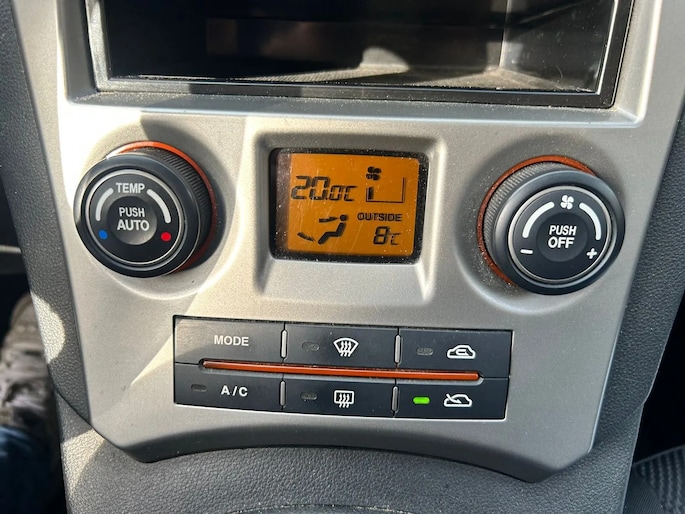 TEMP
PUSH
AUTO
20.0C
OUTSIDE
8c
PUSH
OFF
− +
MODE
A/C